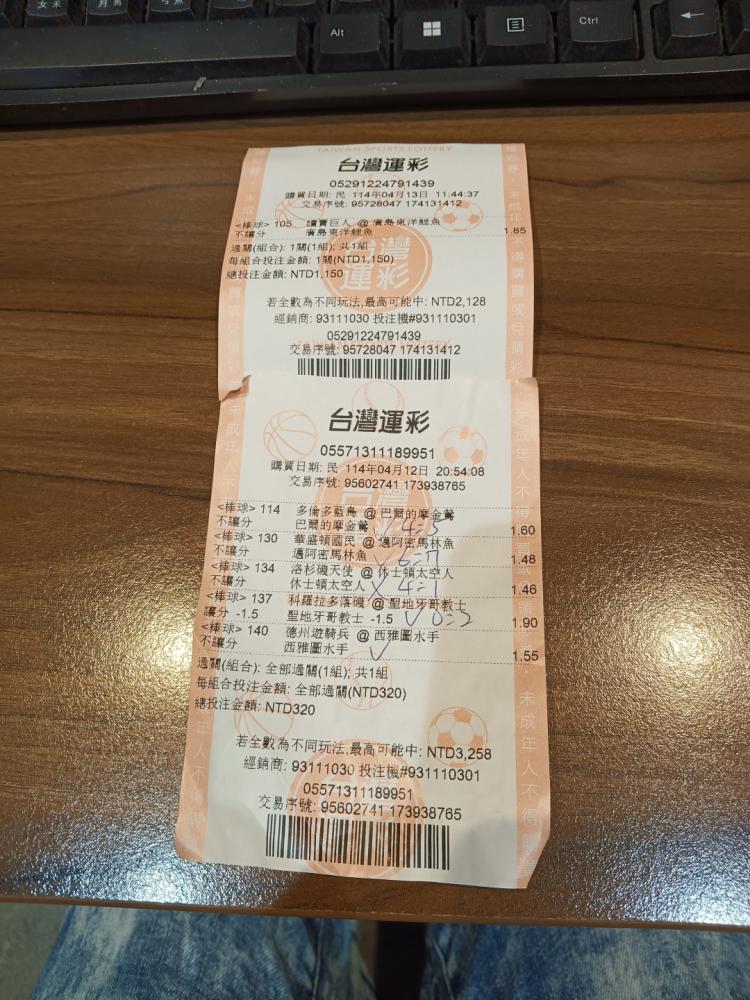 Alt
Ctrl
TAIWAN SPORTS LOTTERY
台灣運彩
05291224791439
購買日期: 民 114年04月13日 11:44:37
交易序號: 95728047 174131412
<棒球> 105 讀賣巨人 @ 廣島東洋鯉魚
不讓分 廣島東洋鯉魚 1.85
過關(組合): 1關(1組); 共1組
每組合投注金額: 1關(NTD1,150)
總投注金額: NTD1,150
若全數為不同玩法,最高可能中: NTD2,128
經銷商: 93111030 投注機#931110301
05291224791439
交易序號: 95728047 174131412
台灣運彩
05571311189951
購買日期: 民 114年04月12日 20:54:08
交易序號: 95602741 173938765
<棒球> 114 多倫多藍鳥 @ 巴爾的摩金鶯
不讓分 巴爾的摩金鶯 ✓ 4:5 1.60
<棒球> 130 華盛頓國民 @ 邁阿密馬林魚
不讓分 邁阿密馬林魚 ✓ 6:7 1.48
<棒球> 134 洛杉磯天使 @ 休士頓太空人
不讓分 休士頓太空人 X 4:1 1.46
<棒球> 137 科羅拉多落磯 @ 聖地牙哥教士
讓分 -1.5 聖地牙哥教士 -1.5 ✓ 0:2 1.90
<棒球> 140 德州遊騎兵 @ 西雅圖水手
不讓分 西雅圖水手 ✓ 1.55
過關(組合): 全部過關(1組); 共1組
每組合投注金額: 全部過關(NTD320)
總投注金額: NTD320
若全數為不同玩法,最高可能中: NTD3,258
經銷商: 93111030 投注機#931110301
05571311189951
交易序號: 95602741 173938765